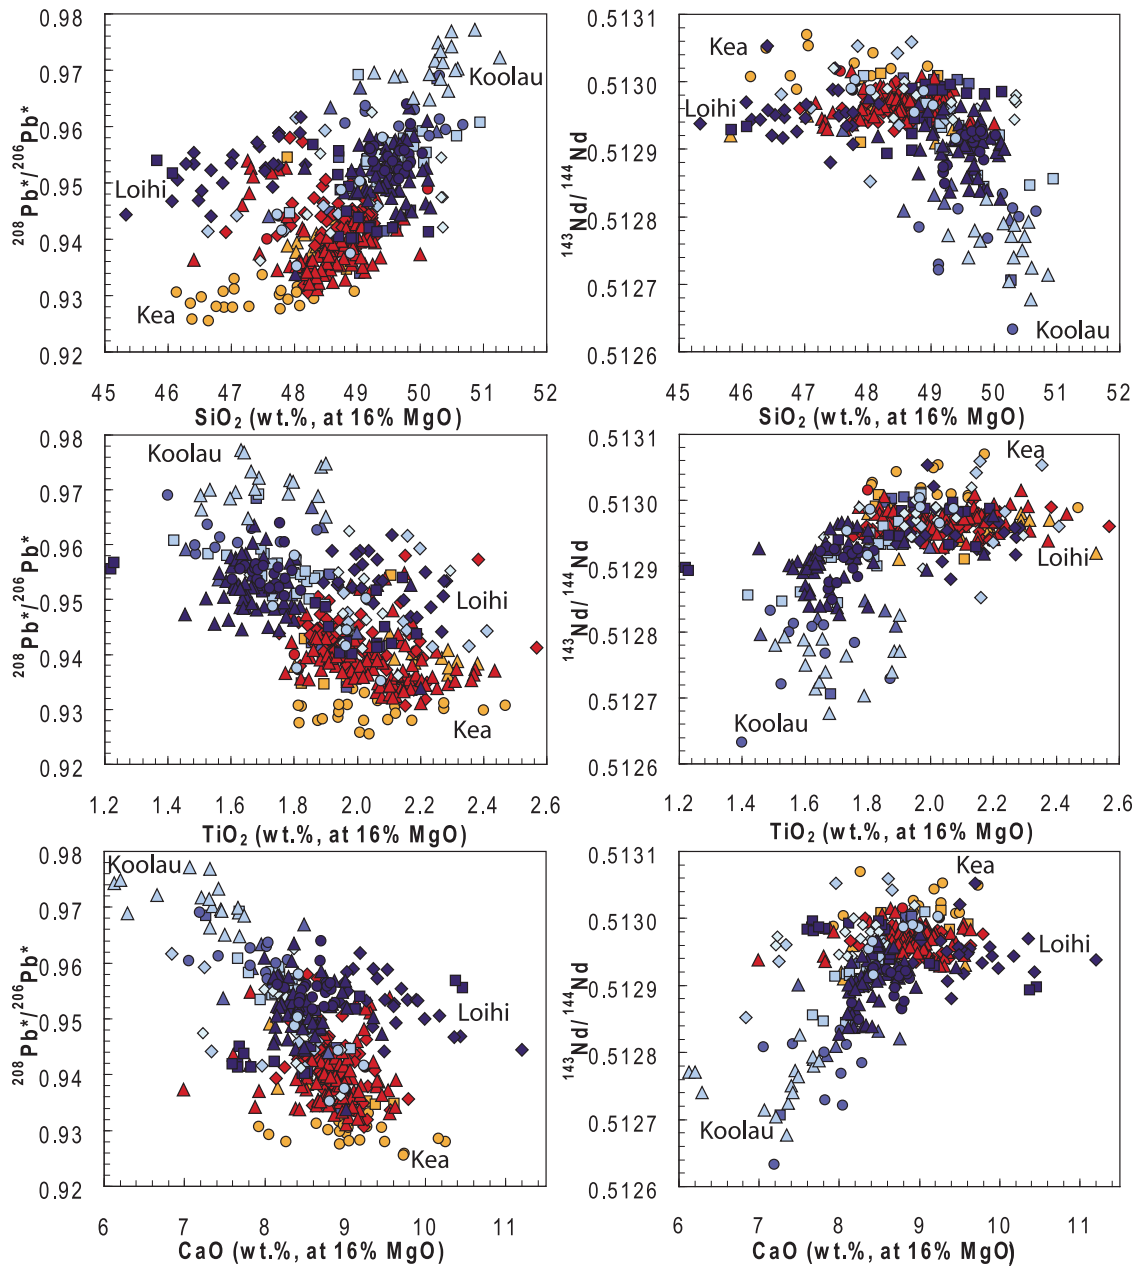 0.98
0.97
0.96
0.95
0.94
0.93
0.92
²⁰⁸Pb*/²⁰⁶Pb*
Koolau
Loihi
Kea
45 46 47 48 49 50 51 52
SiO₂ (wt.%, at 16% MgO)
0.5130
0.5130
0.5129
0.5128
0.5127
0.5126
¹⁴³Nd/¹⁴⁴Nd
Kea
Loihi
Koolau
45 46 47 48 49 50 51 52
SiO₂ (wt.%, at 16% MgO)
0.98
0.97
0.96
0.95
0.94
0.93
0.92
²⁰⁸Pb*/²⁰⁶Pb*
Koolau
Loihi
Kea
1.2 1.4 1.6 1.8 2.0 2.2 2.4 2.6
TiO₂ (wt.%, at 16% MgO)
0.5131
0.5130
0.5129
0.5128
0.5127
0.5126
¹⁴³Nd/¹⁴⁴Nd
Kea
Loihi
Koolau
1.2 1.4 1.6 1.8 2.0 2.2 2.4 2.6
TiO₂ (wt.%, at 16% MgO)
0.98
0.97
0.96
0.95
0.94
0.93
0.92
²⁰⁸Pb*/²⁰⁶Pb*
Koolau
Loihi
Kea
6 7 8 9 10 11
CaO (wt.%, at 16% MgO)
0.5131
0.5130
0.5129
0.5128
0.5127
0.5126
¹⁴³Nd/¹⁴⁴Nd
Kea
Loihi
Koolau
6 7 8 9 10 11
CaO (wt.%, at 16% MgO)